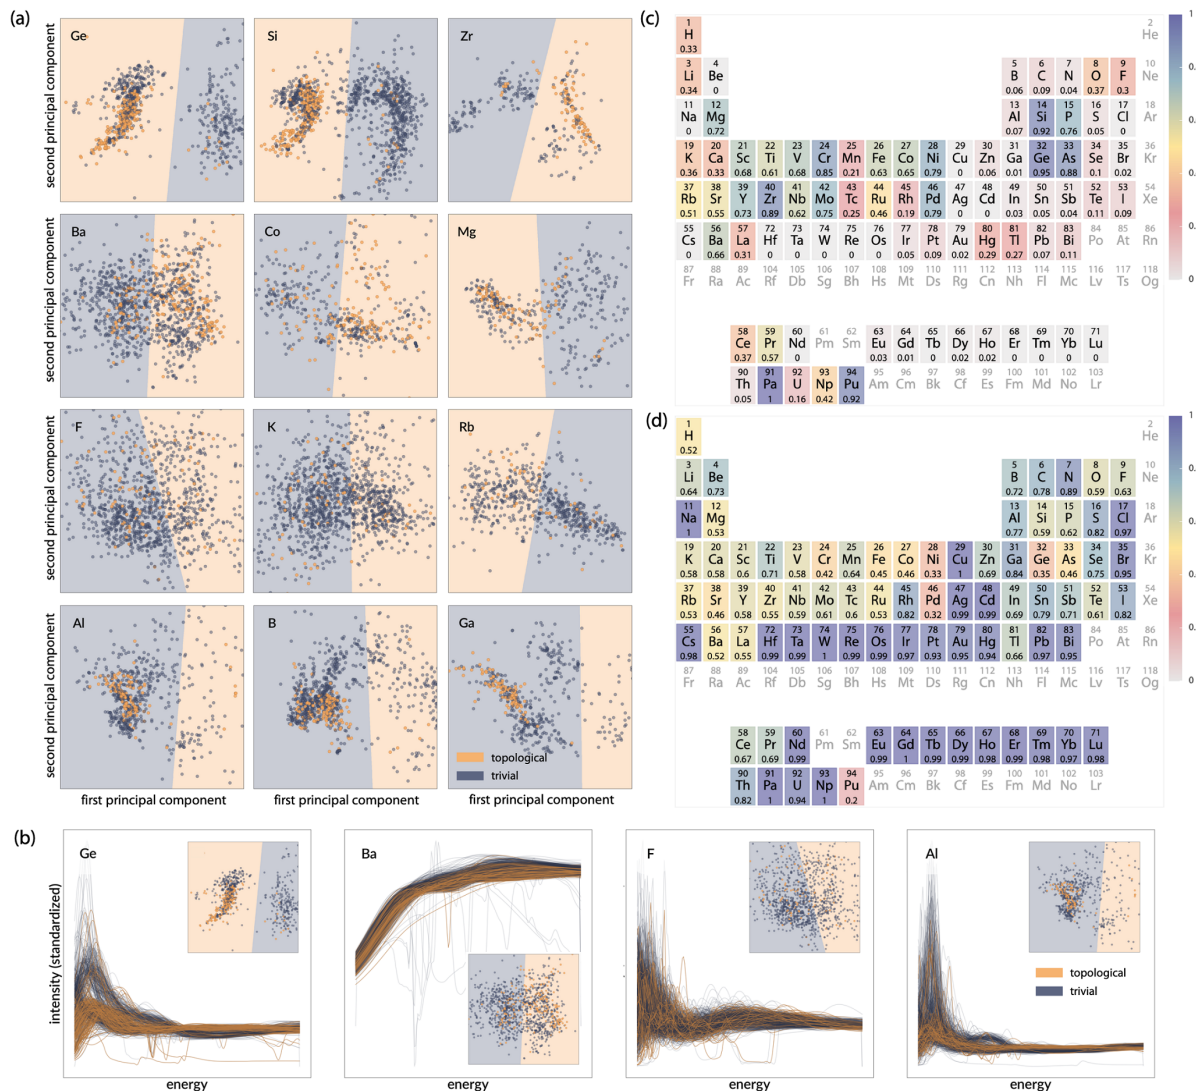 (a)
Ge
Si
Zr
second principal component
Ba
Co
Mg
second principal component
F
K
Rb
second principal component
Al
B
Ga
topological
trivial
second principal component
first principal component
first principal component
first principal component
(b)
Ge
Ba
F
Al
topological
trivial
intensity (standardized)
energy
energy
energy
energy
(c)
1 2
H He
0.33
3 4 5 6 7 8 9 10
Li Be B C N O F Ne
0.34 0 0.06 0.09 0.04 0.37 0.3
11 12 13 14 15 16 17 18
Na Mg Al Si P S Cl Ar
0 0.72 0.07 0.92 0.76 0.05 0
19 20 21 22 23 24 25 26 27 28 29 30 31 32 33 34 35 36
K Ca Sc Ti V Cr Mn Fe Co Ni Cu Zn Ga Ge As Se Br Kr
0.36 0.33 0.68 0.61 0.68 0.85 0.21 0.63 0.65 0.79 0 0.06 0.01 0.95 0.88 0.1 0.02
37 38 39 40 41 42 43 44 45 46 47 48 49 50 51 52 53 54
Rb Sr Y Zr Nb Mo Tc Ru Rh Pd Ag Cd In Sn Sb Te I Xe
0.51 0.55 0.73 0.89 0.62 0.75 0.25 0.46 0.19 0.79 0 0 0.03 0.05 0.04 0.11 0.09
55 56 57 72 73 74 75 76 77 78 79 80 81 82 83 84 85 86
Cs Ba La Hf Ta W Re Os Ir Pt Au Hg Tl Pb Bi Po At Rn
0 0.66 0.31 0 0 0 0 0 0.05 0.09 0.02 0.29 0.27 0.07 0.11
87 88 89 104 105 106 107 108 109 110 111 112 113 114 115 116 117 118
Fr Ra Ac Rf Db Sg Bh Hs Mt Ds Rg Cn Nh Fl Mc Lv Ts Og
58 59 60 61 62 63 64 65 66 67 68 69 70 71
Ce Pr Nd Pm Sm Eu Gd Tb Dy Ho Er Tm Yb Lu
0.37 0.57 0 0.03 0.01 0 0.02 0.02 0 0 0 0
90 91 92 93 94 95 96 97 98 99 100 101 102 103
Th Pa U Np Pu Am Cm Bk Cf Es Fm Md No Lr
0.05 1 0.16 0.42 0.92
1
0.8
0.6
0.4
0.2
0
(d)
1 2
H He
0.52
3 4 5 6 7 8 9 10
Li Be B C N O F Ne
0.64 0.73 0.72 0.78 0.89 0.59 0.63
11 12 13 14 15 16 17 18
Na Mg Al Si P S Cl Ar
1 0.53 0.77 0.59 0.62 0.82 0.97
19 20 21 22 23 24 25 26 27 28 29 30 31 32 33 34 35 36
K Ca Sc Ti V Cr Mn Fe Co Ni Cu Zn Ga Ge As Se Br Kr
0.58 0.58 0.6 0.71 0.58 0.42 0.64 0.45 0.46 0.33 1 0.69 0.84 0.35 0.46 0.75 0.95
37 38 39 40 41 42 43 44 45 46 47 48 49 50 51 52 53 54
Rb Sr Y Zr Nb Mo Tc Ru Rh Pd Ag Cd In Sn Sb Te I Xe
0.53 0.46 0.58 0.55 0.59 0.61 0.6 0.53 0.82 0.32 0.99 0.99 0.69 0.79 0.71 0.61 0.82
55 56 57 72 73 74 75 76 77 78 79 80 81 82 83 84 85 86
Cs Ba La Hf Ta W Re Os Ir Pt Au Hg Tl Pb Bi Po At Rn
0.98 0.52 0.55 0.99 0.99 1 0.99 0.99 0.97 0.93 0.95 0.94 0.66 0.97 0.95
87 88 89 104 105 106 107 108 109 110 111 112 113 114 115 116 117 118
Fr Ra Ac Rf Db Sg Bh Hs Mt Ds Rg Cn Nh Fl Mc Lv Ts Og
58 59 60 61 62 63 64 65 66 67 68 69 70 71
Ce Pr Nd Pm Sm Eu Gd Tb Dy Ho Er Tm Yb Lu
0.67 0.69 0.99 0.99 1 0.99 0.99 0.98 0.99 0.98 0.97 0.98
90 91 92 93 94 95 96 97 98 99 100 101 102 103
Th Pa U Np Pu Am Cm Bk Cf Es Fm Md No Lr
0.82 1 0.94 1 0.2
1
0.8
0.6
0.4
0.2
0